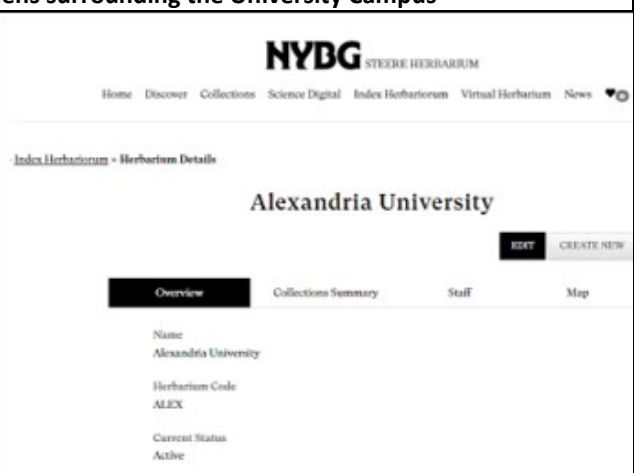 ens surrounding the University Campus
NYBG STEERE HERBARIUM
Home Discover Collections Science Digital Index Herbariorum Virtual Herbarium News
Index Herbariorum » Herbarium Details
Alexandria University
EDIT CREATE NEW
Overview Collections Summary Staff Map
Name
Alexandria University
Herbarium Code
ALEX
Current Status
Active